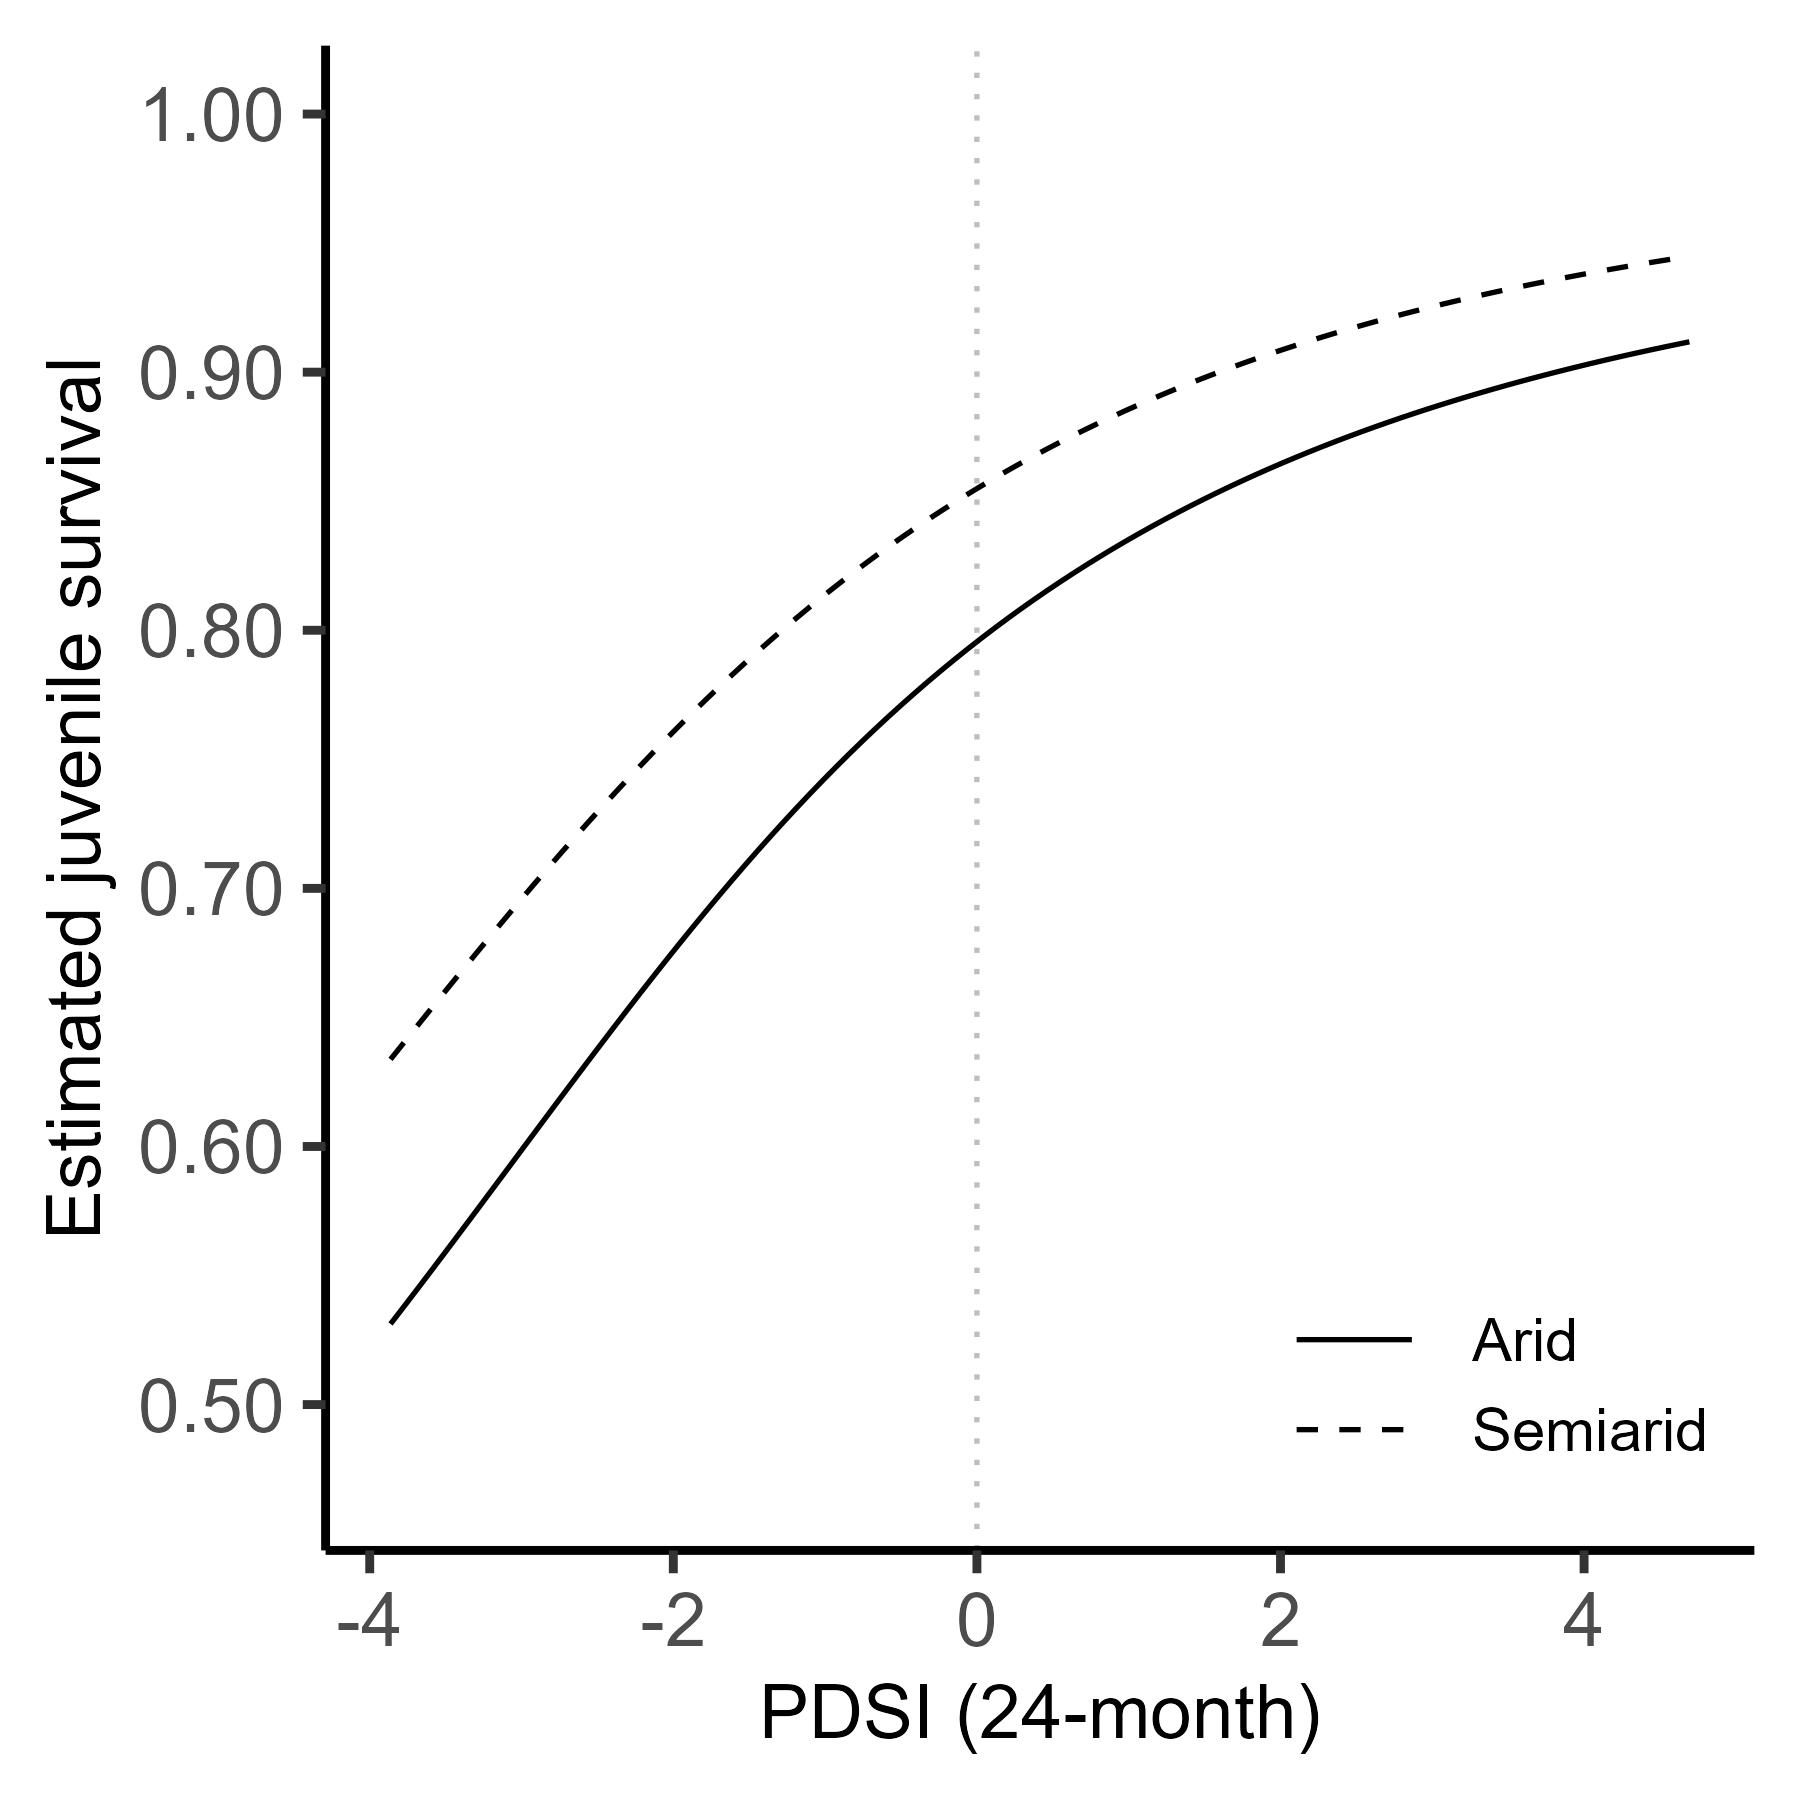 Estimated juvenile survival
1.00
0.90
0.80
0.70
0.60
0.50
Arid
Semiarid
-4 -2 0 2 4
PDSI (24-month)